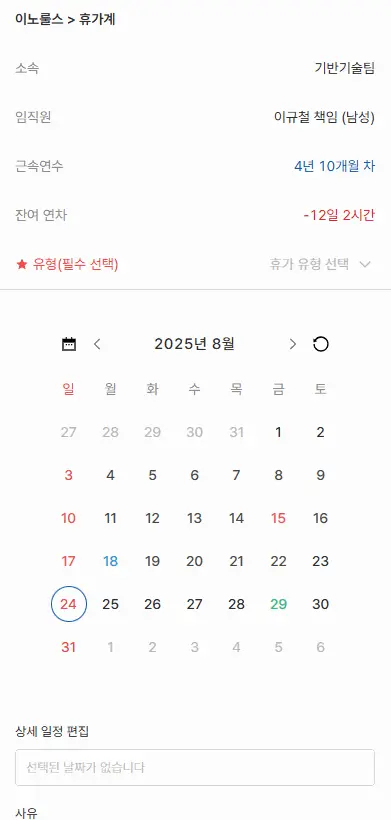 이노룰스 > 휴가계
소속 기반기술팀
임직원 이규철 책임 (남성)
근속연수 4년 10개월 차
잔여 연차 -12일 2시간
★ 유형(필수 선택) 휴가 유형 선택
2025년 8월
일 월 화 수 목 금 토
27 28 29 30 31 1 2
3 4 5 6 7 8 9
10 11 12 13 14 15 16
17 18 19 20 21 22 23
24 25 26 27 28 29 30
31 1 2 3 4 5 6
상세 일정 편집
선택된 날짜가 없습니다
사유